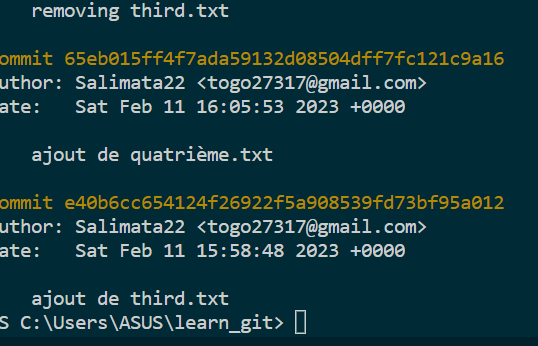 removing third.txt
ommit 65eb015ff4f7ada59132d08504dff7fc121c9a16
uthor: Salimata22 <togo27317@gmail.com>
ate: Sat Feb 11 16:05:53 2023 +0000
ajout de quatrième.txt
ommit e40b6cc654124f26922f5a908539fd73bf95a012
uthor: Salimata22 <togo27317@gmail.com>
ate: Sat Feb 11 15:58:48 2023 +0000
ajout de third.txt
S C:\Users\ASUS\learn_git>